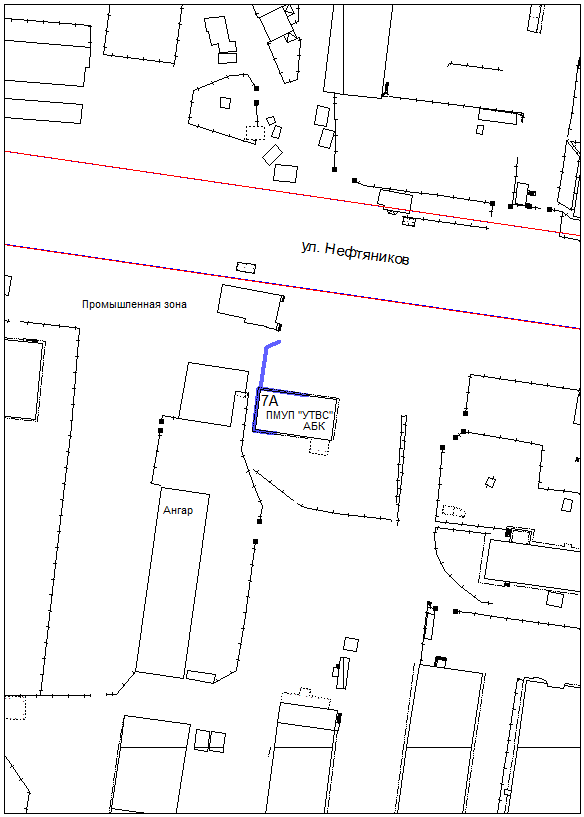 ул. Нефтяников
Промышленная зона
7А
ПМУП "УТВС"
АБК
Ангар